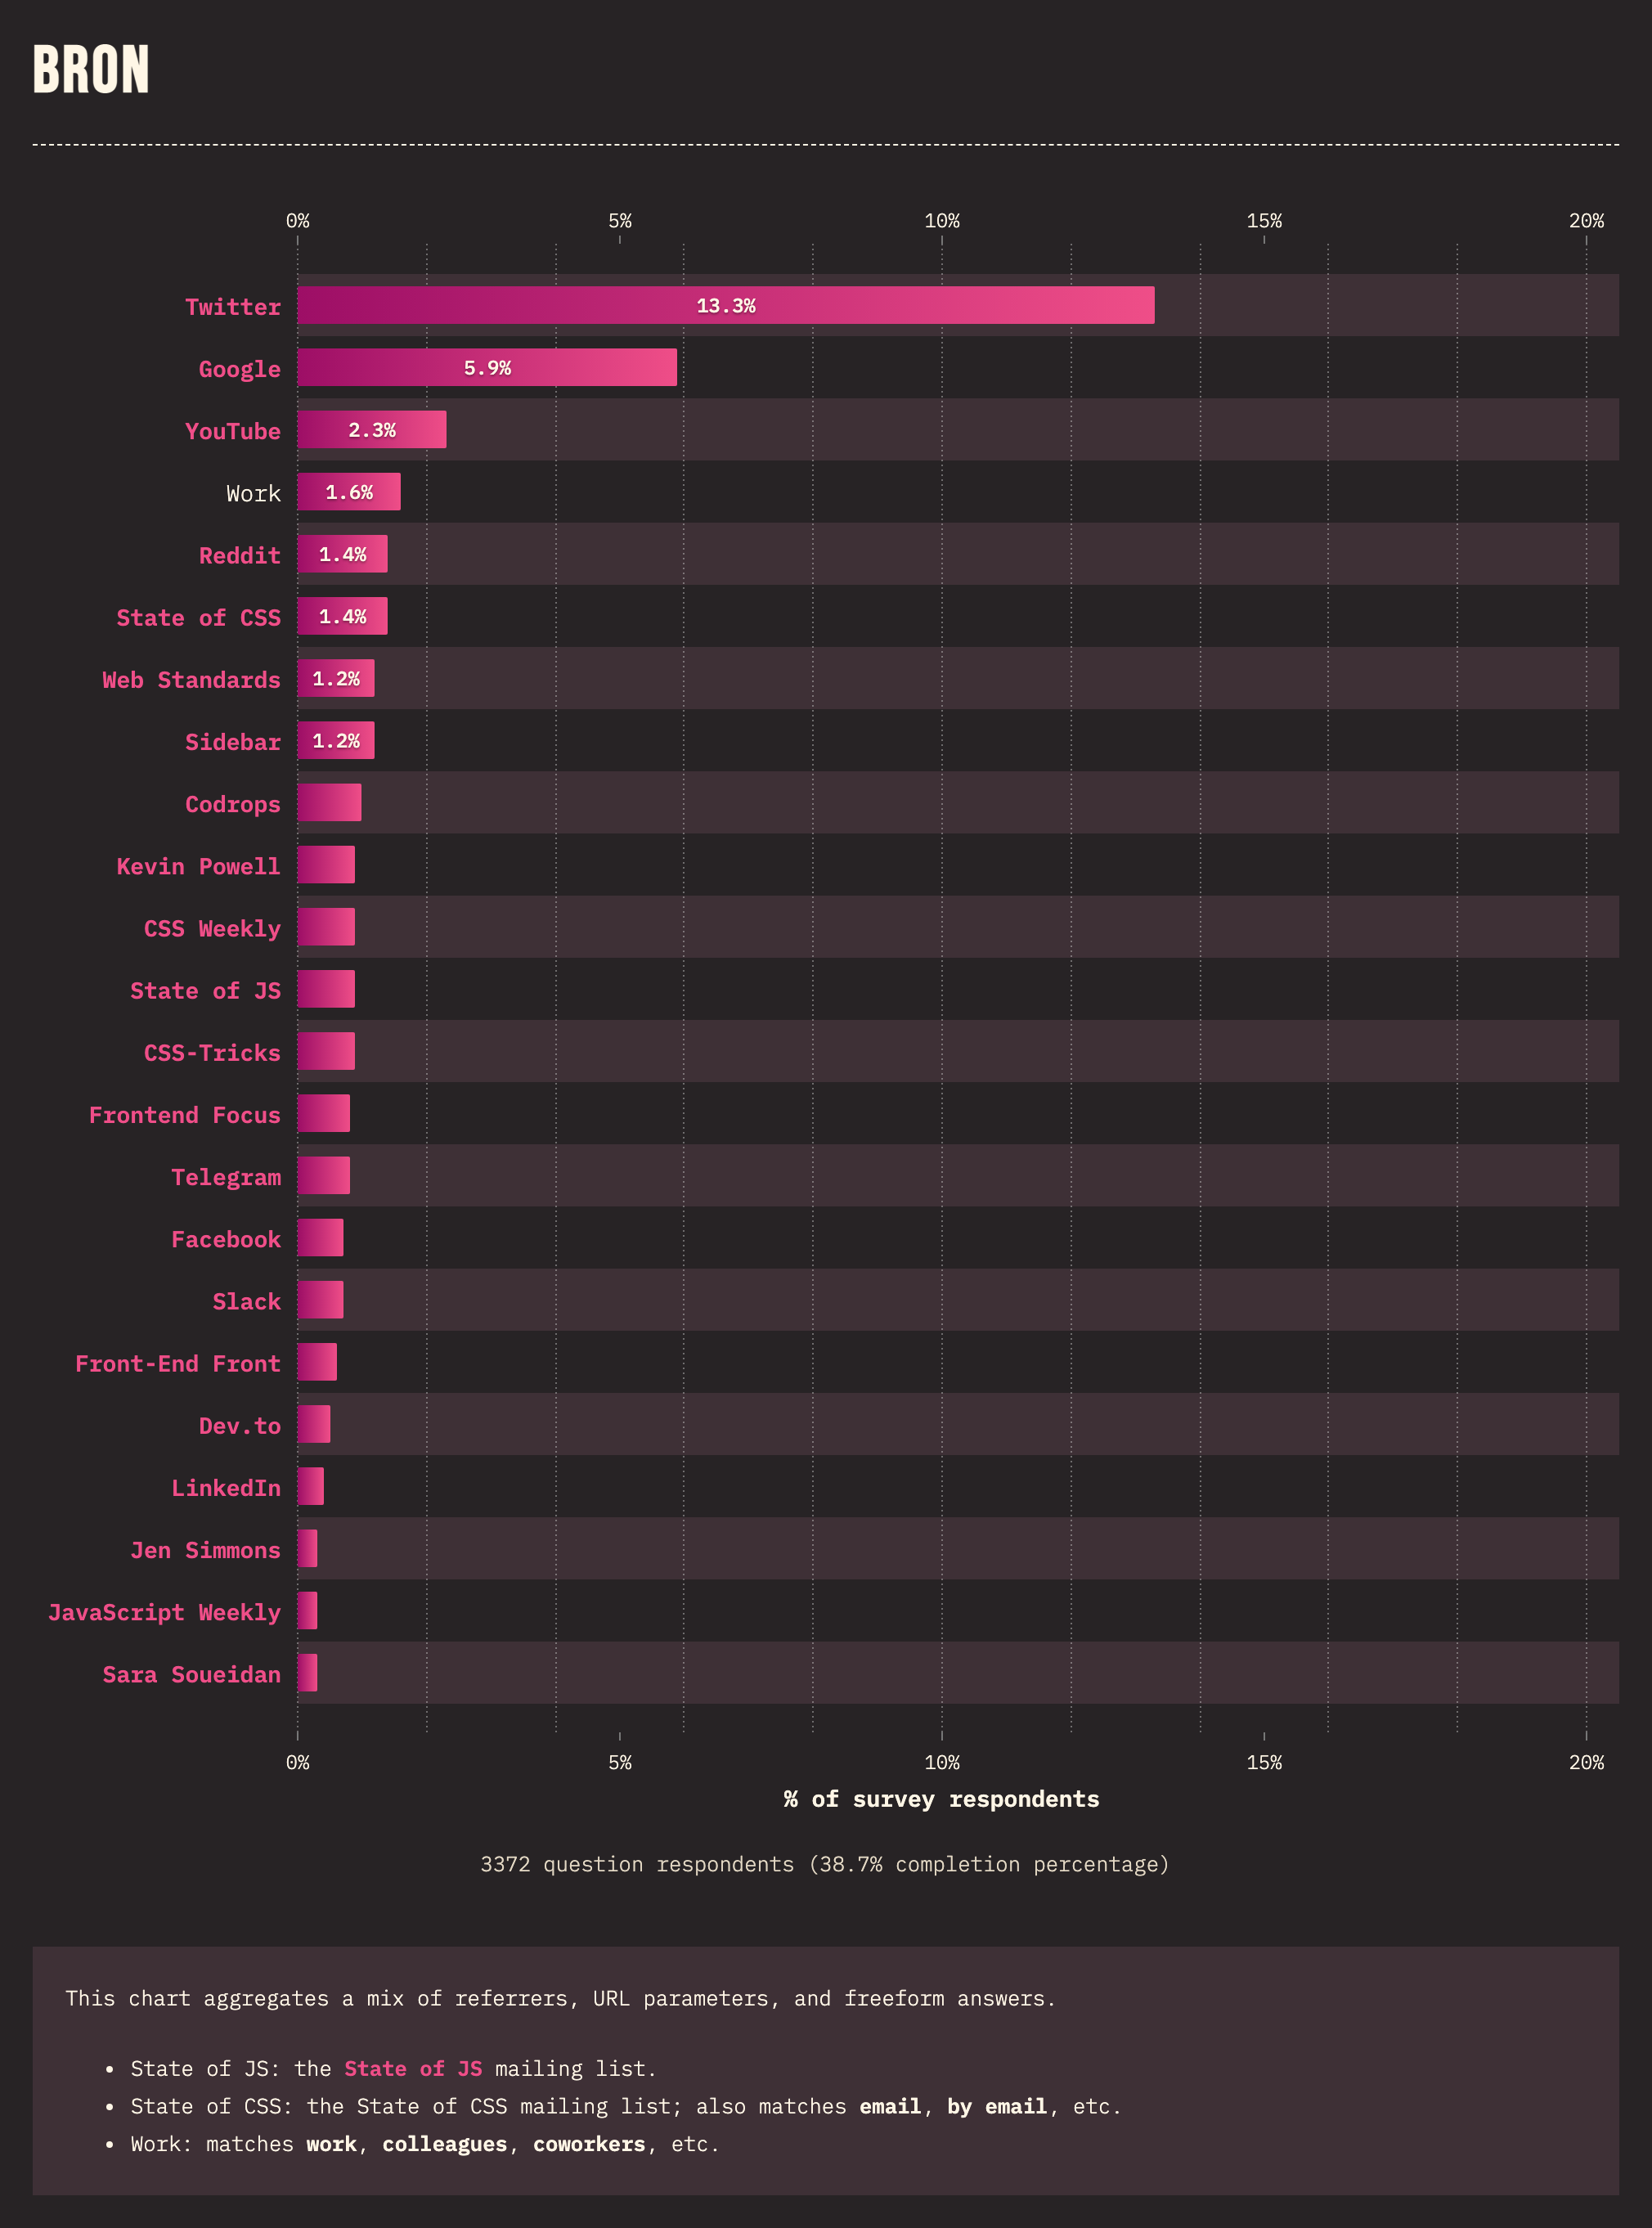 BRON
0% 5% 10% 15% 20%
Twitter 13.3%
Google 5.9%
YouTube 2.3%
Work 1.6%
Reddit 1.4%
State of CSS 1.4%
Web Standards 1.2%
Sidebar 1.2%
Codrops
Kevin Powell
CSS Weekly
State of JS
CSS-Tricks
Frontend Focus
Telegram
Facebook
Slack
Front-End Front
Dev.to
LinkedIn
Jen Simmons
JavaScript Weekly
Sara Soueidan
0% 5% 10% 15% 20%
% of survey respondents
3372 question respondents (38.7% completion percentage)
This chart aggregates a mix of referrers, URL parameters, and freeform answers.
• State of JS: the State of JS mailing list.
• State of CSS: the State of CSS mailing list; also matches email, by email, etc.
• Work: matches work, colleagues, coworkers, etc.